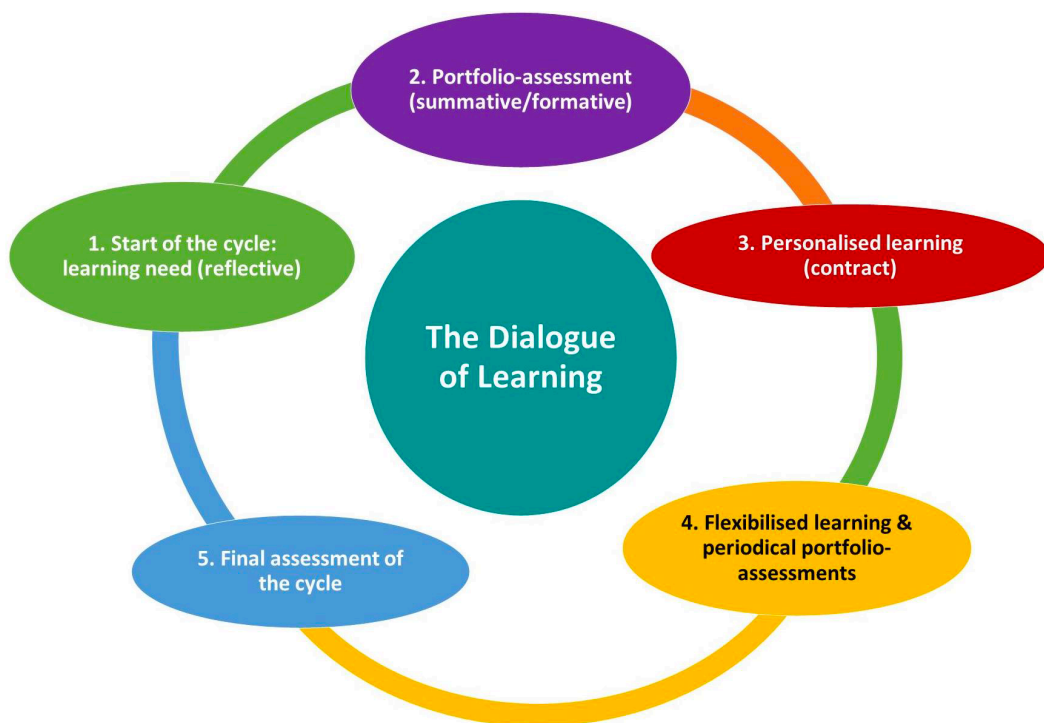 2. Portfolio-assessment
(summative/formative)
1. Start of the cycle:
learning need (reflective)
3. Personalised learning
(contract)
The Dialogue
of Learning
4. Flexibilised learning &
periodical portfolio-
assessments
5. Final assessment of
the cycle